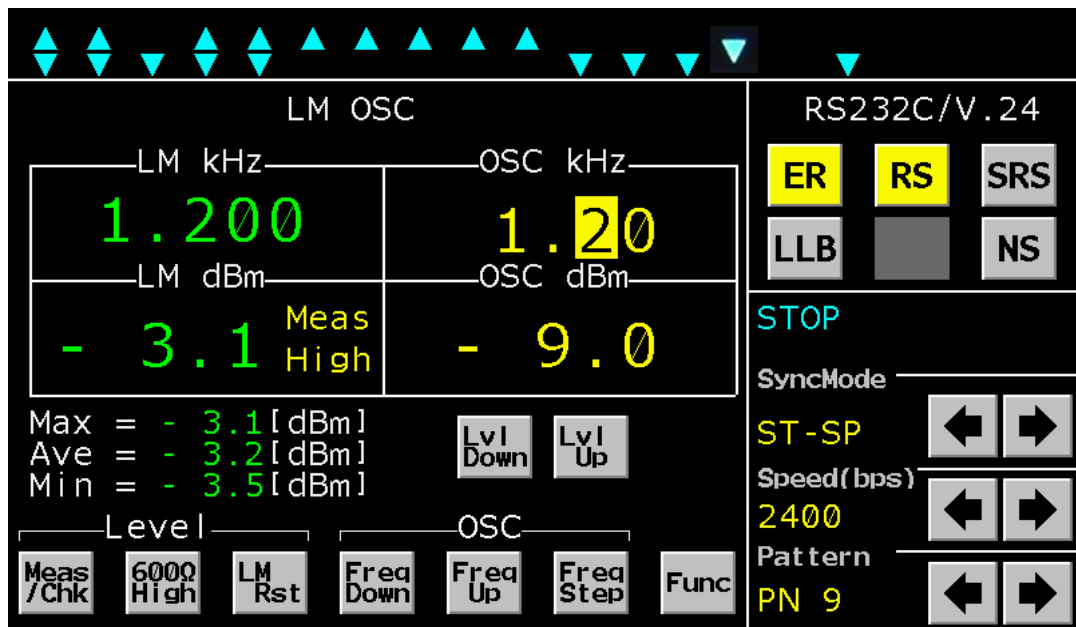 LM OSC
LM kHz
OSC kHz
1.200
1.20
LM dBm
OSC dBm
- 3.1
Meas
High
- 9.0
Max = - 3.1[dBm]
Ave = - 3.2[dBm]
Min = - 3.5[dBm]
Lvl
Down
Lvl
Up
Level
OSC
Meas
/Chk
600Ω
High
LM
Rst
Freq
Down
Freq
Up
Freq
Step
Func
RS232C/V.24
ER
RS
SRS
LLB
NS
STOP
SyncMode
ST-SP
Speed(bps)
2400
Pattern
PN 9